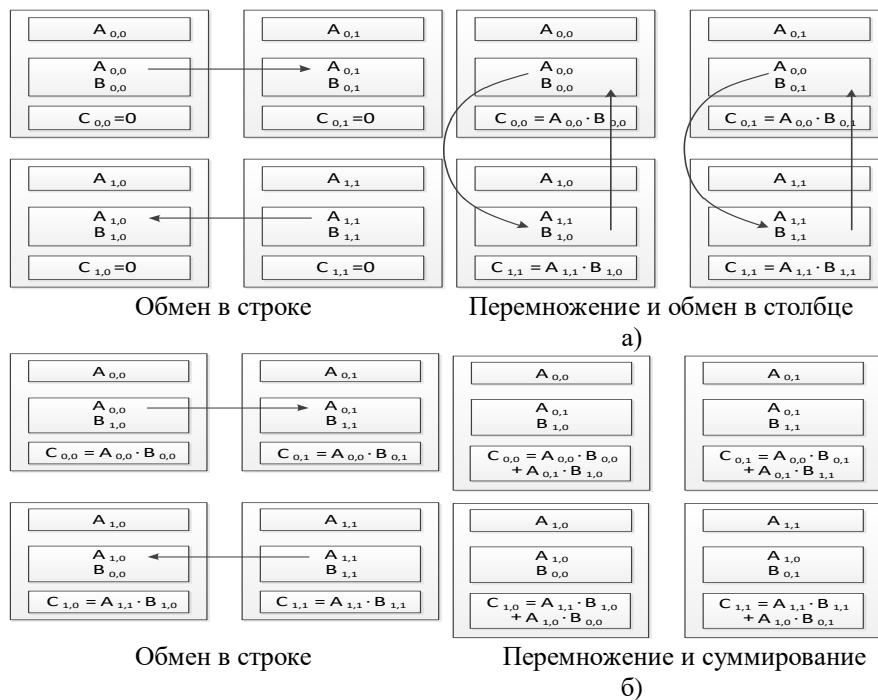 A 0,0
A 0,0
B 0,0
C 0,0 =0
A 0,1
A 0,1
B 0,1
C 0,1 =0
A 0,0
A 0,0
B 0,0
C 0,0 = A 0,0 · B 0,0
A 0,1
A 0,0
B 0,1
C 0,1 = A 0,0 · B 0,1
A 1,0
A 1,0
B 1,0
C 1,0 =0
A 1,1
A 1,1
B 1,1
C 1,1 =0
A 1,0
A 1,1
B 1,0
C 1,1 = A 1,1 · B 1,0
A 1,1
A 1,1
B 1,1
C 1,1 = A 1,1 · B 1,1
Обмен в строке
Перемножение и обмен в столбце
а)
A 0,0
A 0,0
B 1,0
C 0,0 = A 0,0 · B 0,0
A 0,1
A 0,1
B 1,1
C 0,1 = A 0,0 · B 0,1
A 0,0
A 0,1
B 1,0
C 0,0 = A 0,0 · B 0,0
+ A 0,1 · B 1,0
A 0,1
A 0,1
B 1,1
C 0,1 = A 0,0 · B 0,1
+ A 0,1 · B 1,1
A 1,0
A 1,0
B 0,0
C 1,0 = A 1,1 · B 1,0
A 1,1
A 1,1
B 1,1
C 1,1 = A 1,1 · B 1,1
A 1,0
A 1,0
B 0,0
C 1,0 = A 1,1 · B 1,0
+ A 1,0 · B 0,0
A 1,1
A 1,0
B 0,1
C 1,1 = A 1,1 · B 1,1
+ A 1,0 · B 0,1
Обмен в строке
Перемножение и суммирование
б)